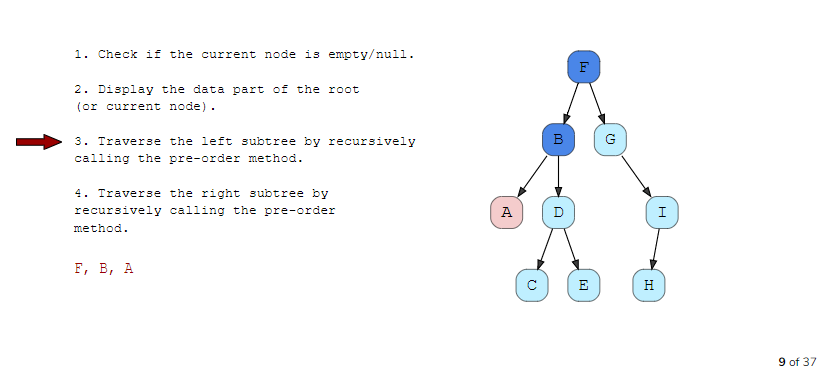 1. Check if the current node is empty/null.
2. Display the data part of the root
(or current node).
3. Traverse the left subtree by recursively
calling the pre-order method.
4. Traverse the right subtree by
recursively calling the pre-order
method.
F, B, A
F
B
G
A
D
I
C
E
H
9 of 37